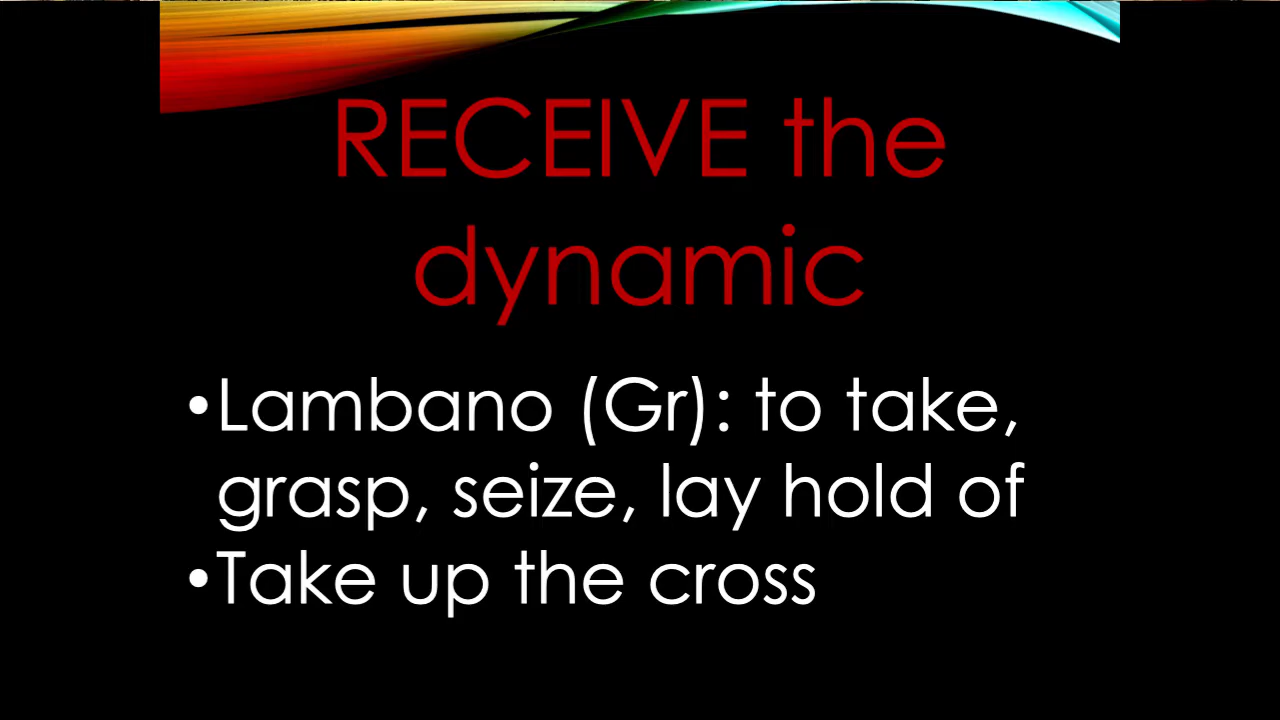 RECEIVE the
dynamic
•Lambano (Gr): to take,
grasp, seize, lay hold of
•Take up the cross